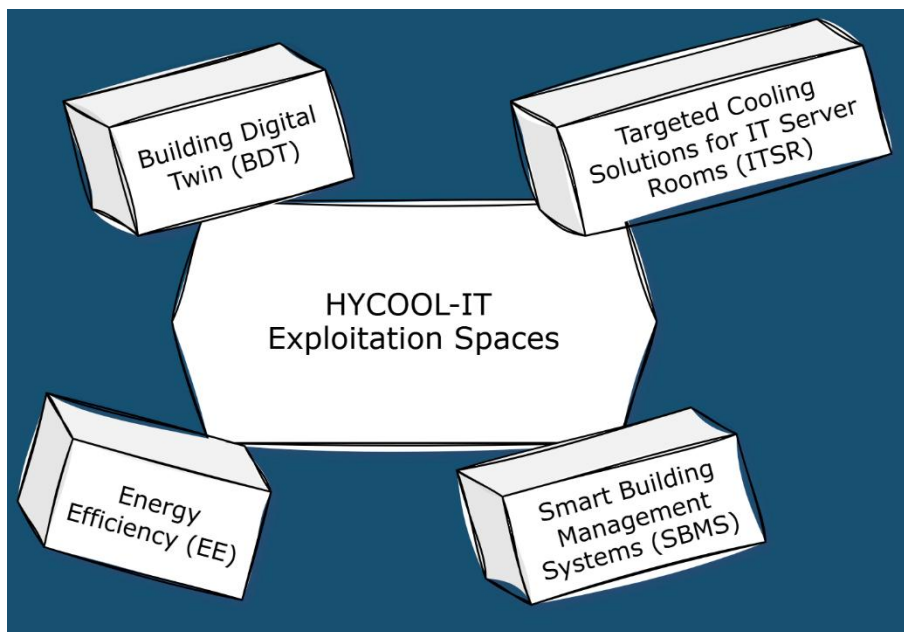 Building Digital
Twin (BDT)
Targeted Cooling
Solutions for IT Server
Rooms (ITSR)
HYCOOL-IT
Exploitation Spaces
Energy
Efficiency (EE)
Smart Building
Management
Systems (SBMS)